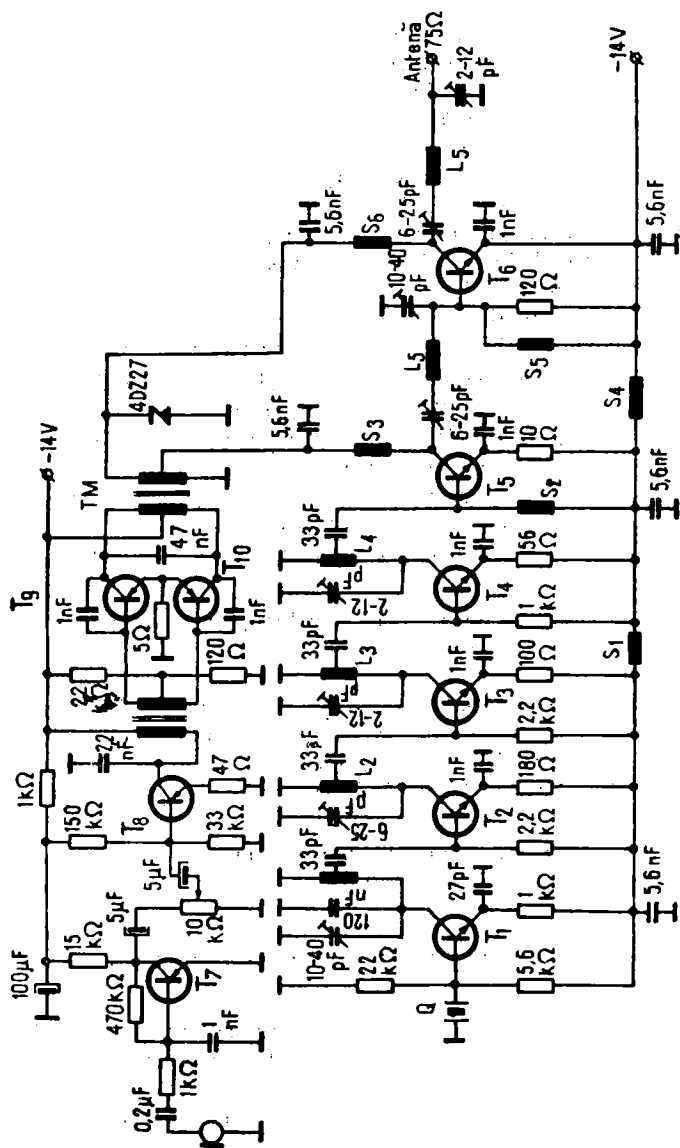 -14V
T9
TM
4DZ27
100µF
1kΩ
15
kΩ
150
kΩ
22
nF
22
1nF
5Ω
47
nF
1nF
T10
120
Ω
5,6nF
5,6nF
S6
470kΩ
5µF
5µF
T8
47
Ω
33
kΩ
10
kΩ
0,2µF
1kΩ
1
nF
T7
S3
Antenă
75Ω
2-12
pF
L5
6-25pF
10-40
pF
L5
6-25pF
10-40
pF
120
nF
33pF
6-25
pF
L2
33pF
2-12
pF
L3
33pF
2-12
pF
L4
33pF
22
kΩ
Q
T1
27pF
T2
1nF
T3
1nF
T4
1nF
T5
1nF
T6
1nF
5,6
kΩ
1
kΩ
2,2
kΩ
180
Ω
2,2
kΩ
100
Ω
1
kΩ
56
Ω
S2
10
Ω
S5
120
Ω
S1
S4
-14V
5,6nF
5,6nF
5,6nF